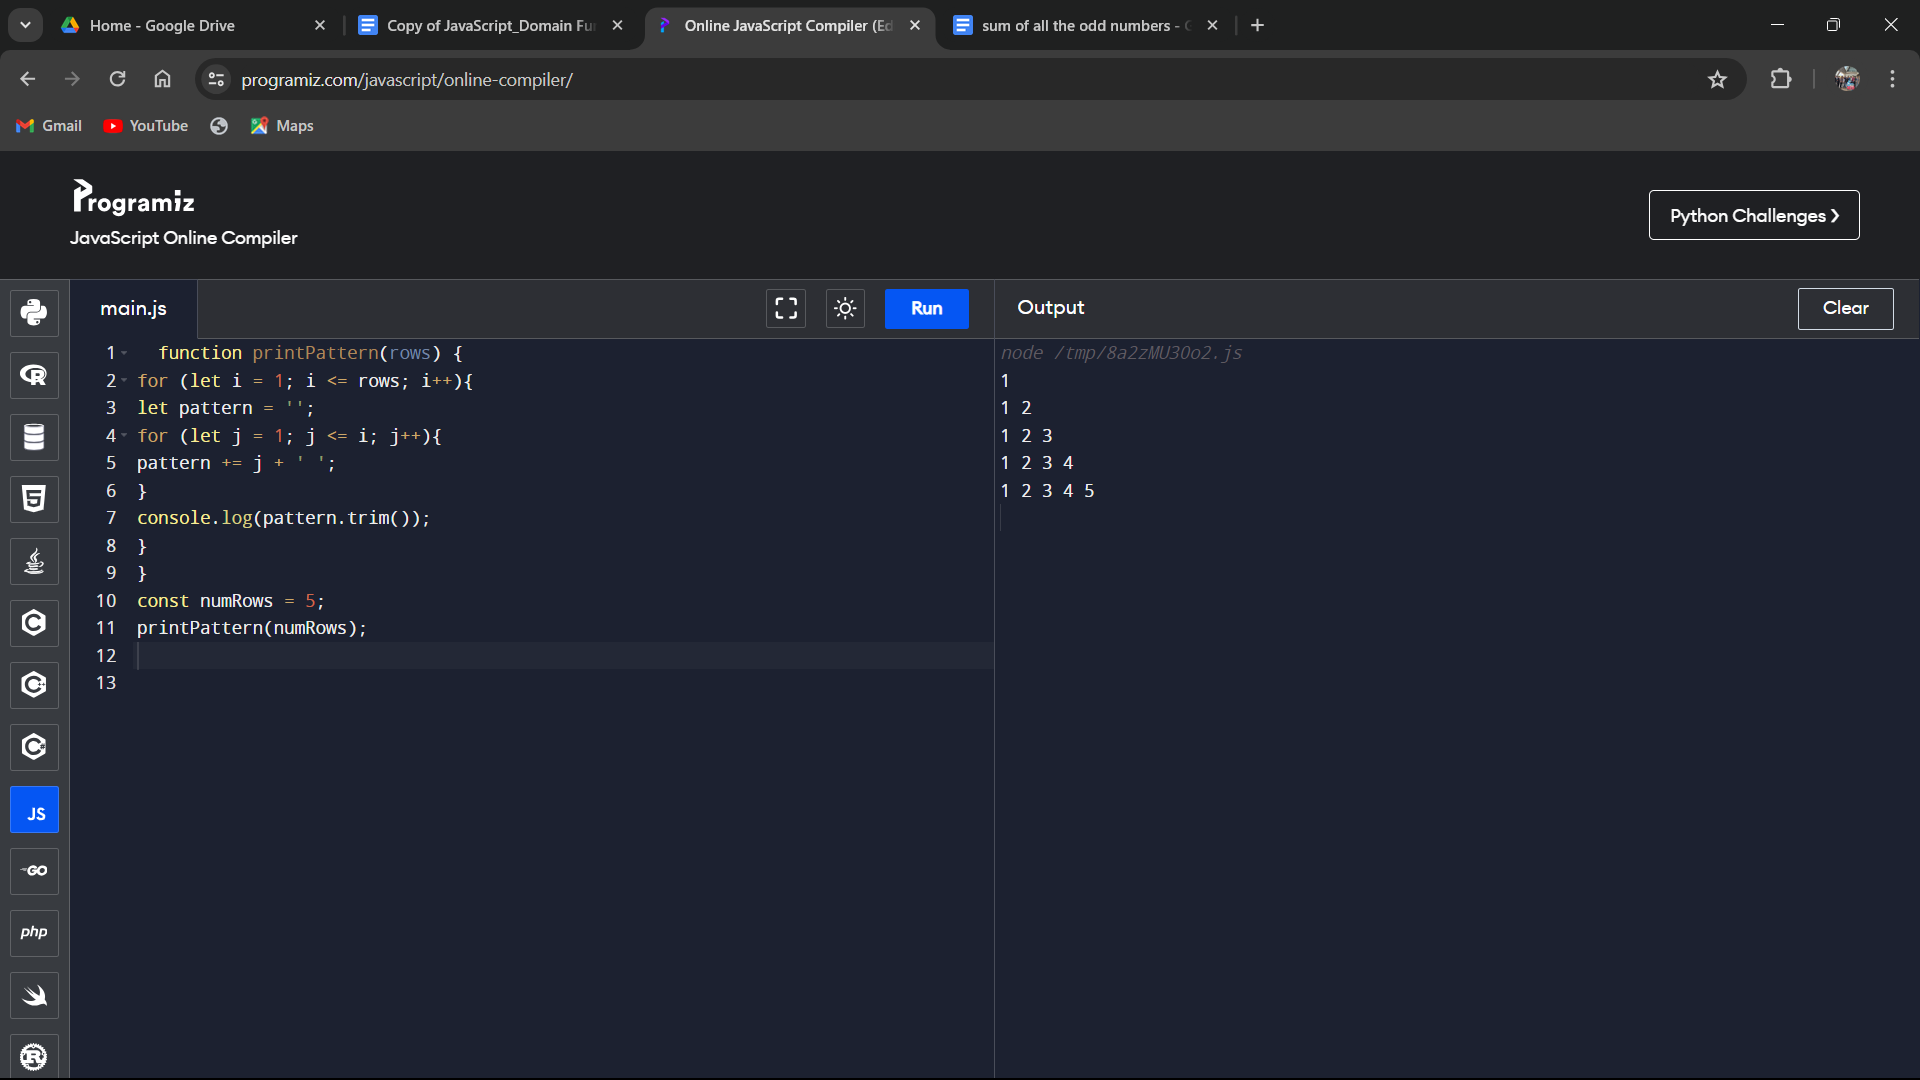 Home - Google Drive
Copy of JavaScript_Domain Fu
Online JavaScript Compiler (Ed
sum of all the odd numbers -
programiz.com/javascript/online-compiler/
Gmail
YouTube
Maps
Programiz
JavaScript Online Compiler
Python Challenges ❯
main.js
Run
Output
Clear
1 function printPattern(rows) {
2 for (let i = 1; i <= rows; i++){
3 let pattern = '';
4 for (let j = 1; j <= i; j++){
5 pattern += j + ' ';
6 }
7 console.log(pattern.trim());
8 }
9 }
10 const numRows = 5;
11 printPattern(numRows);
12
13
node /tmp/8a2zMU3Oo2.js
1
1 2
1 2 3
1 2 3 4
1 2 3 4 5
R
5
C
C
C
JS
GO
php
R